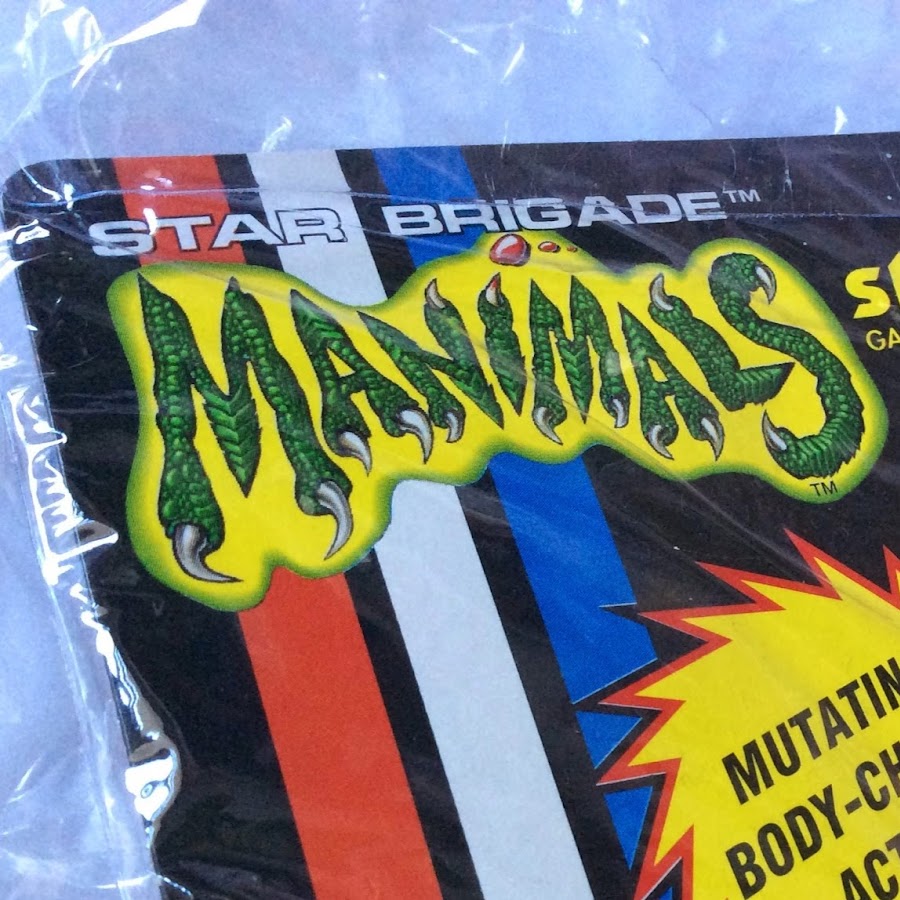 STAR BRIGADE™
MANIMALS
TM
MUTATIN
BODY-CH
ACT